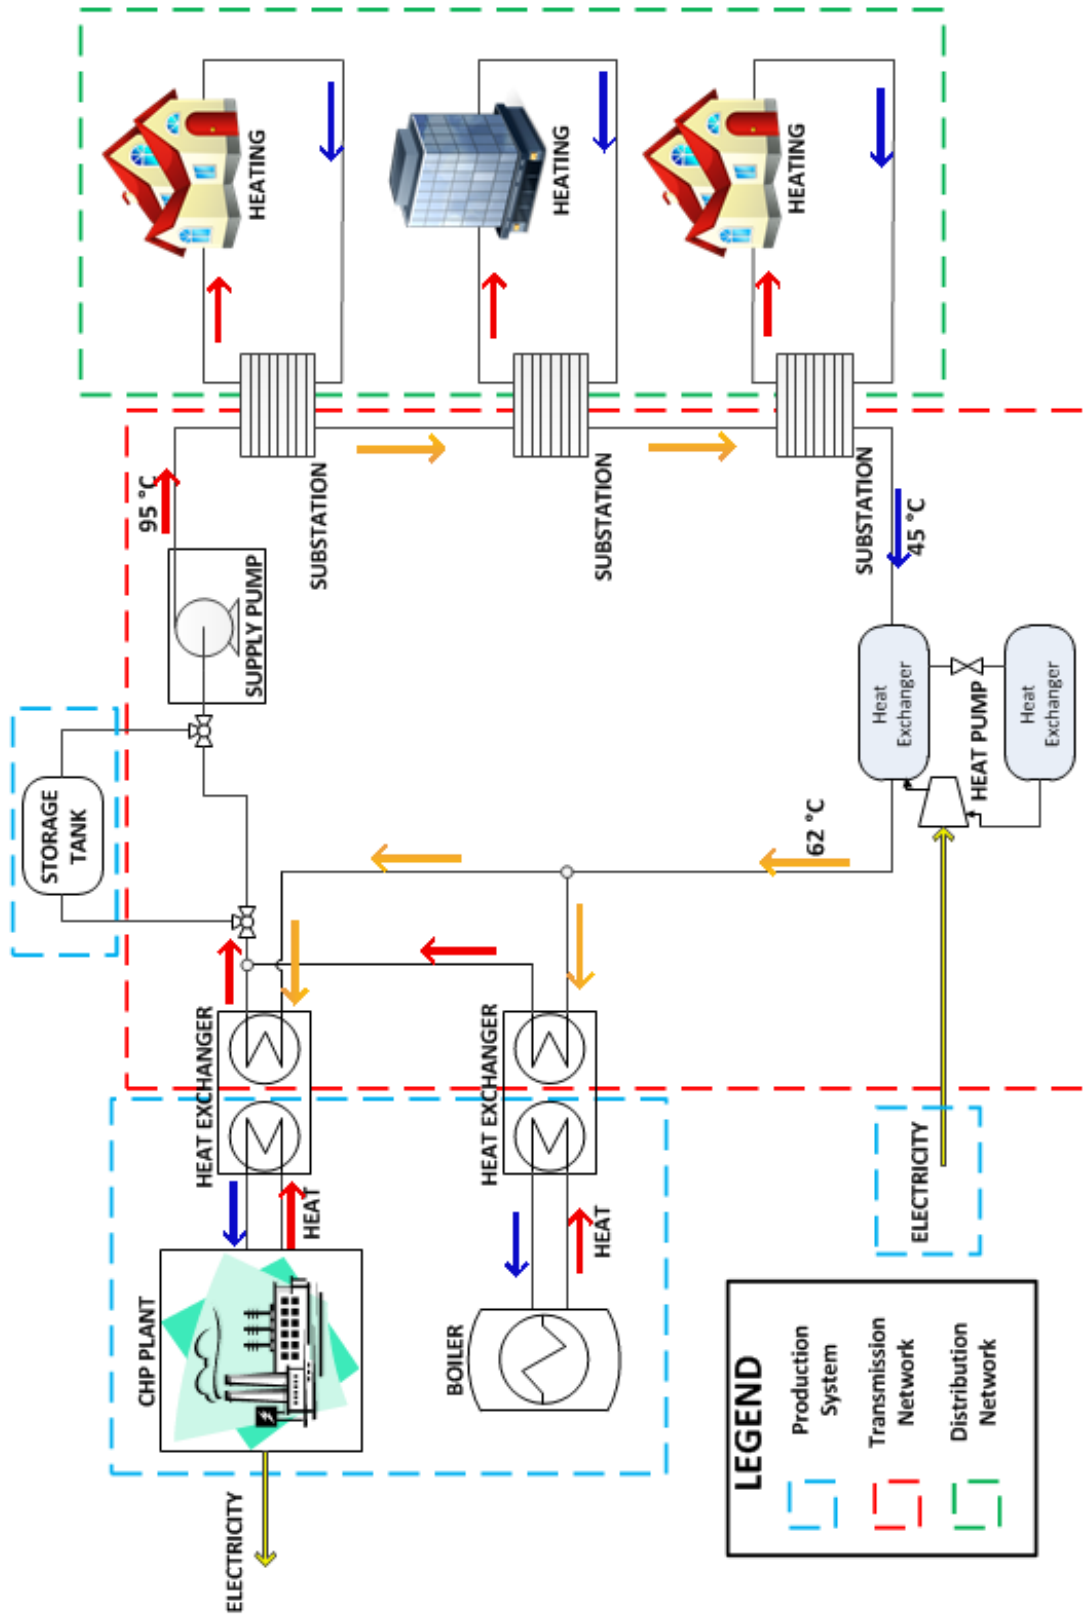 ELECTRICITY
CHP PLANT
HEAT
HEAT EXCHANGER
STORAGE
TANK
SUPPLY PUMP
95 °C
SUBSTATION
HEATING
BOILER
HEAT
HEAT EXCHANGER
SUBSTATION
HEATING
62 °C
SUBSTATION
45 °C
HEATING
Heat
Exchanger
HEAT PUMP
Heat
Exchanger
ELECTRICITY
LEGEND
Production
System
Transmission
Network
Distribution
Network